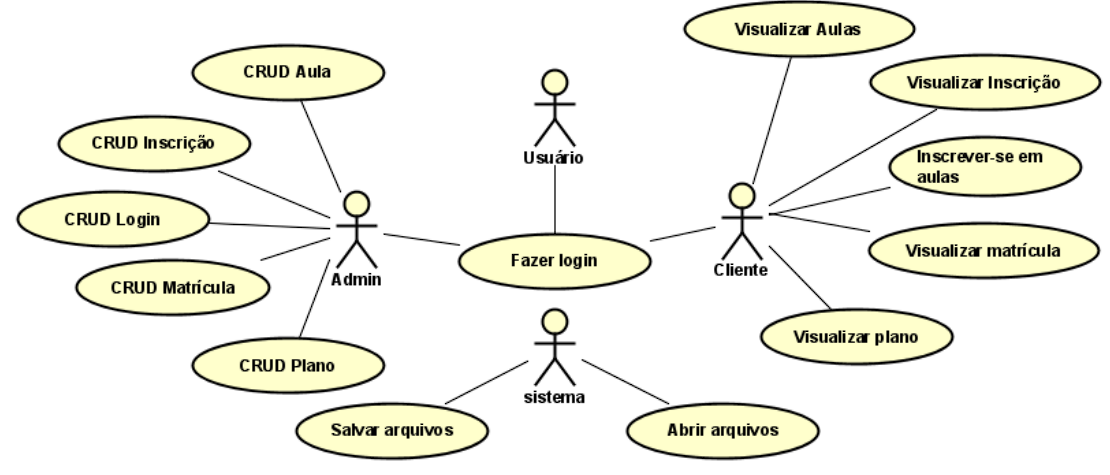 Visualizar Aulas
CRUD Aula
Visualizar Inscrição
CRUD Inscrição
Usuário
Inscrever-se em
aulas
CRUD Login
Fazer login
Visualizar matrícula
Cliente
Admin
CRUD Matrícula
Visualizar plano
CRUD Plano
sistema
Salvar arquivos
Abrir arquivos